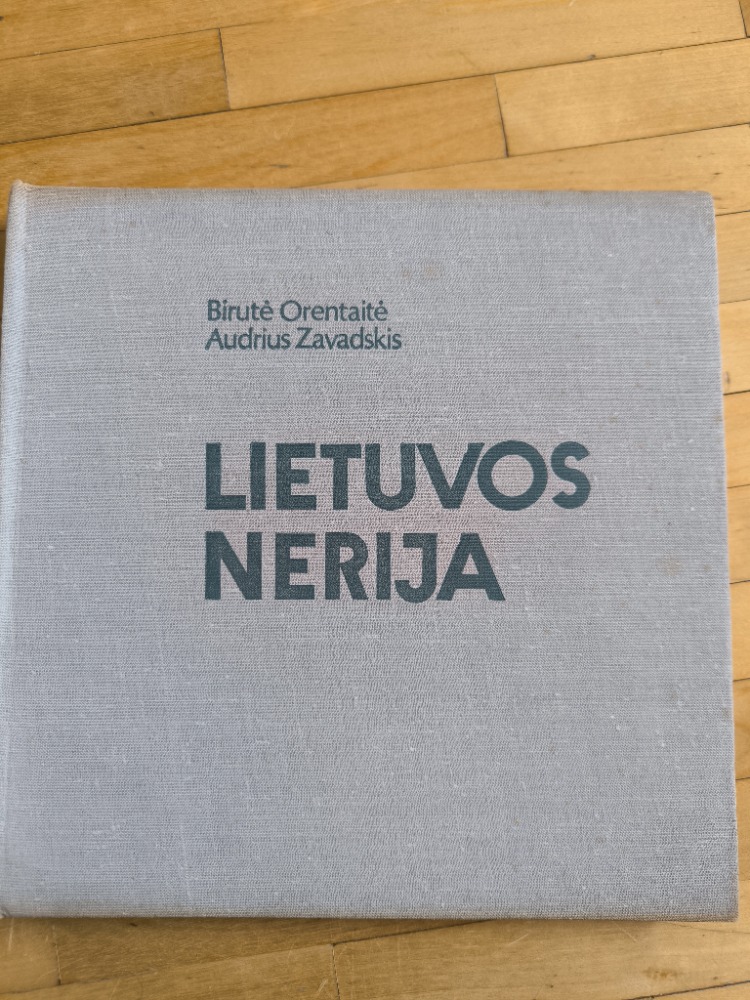 Birutė Orentaitė
Audrius Zavadskis
LIETUVOS
NERIJA